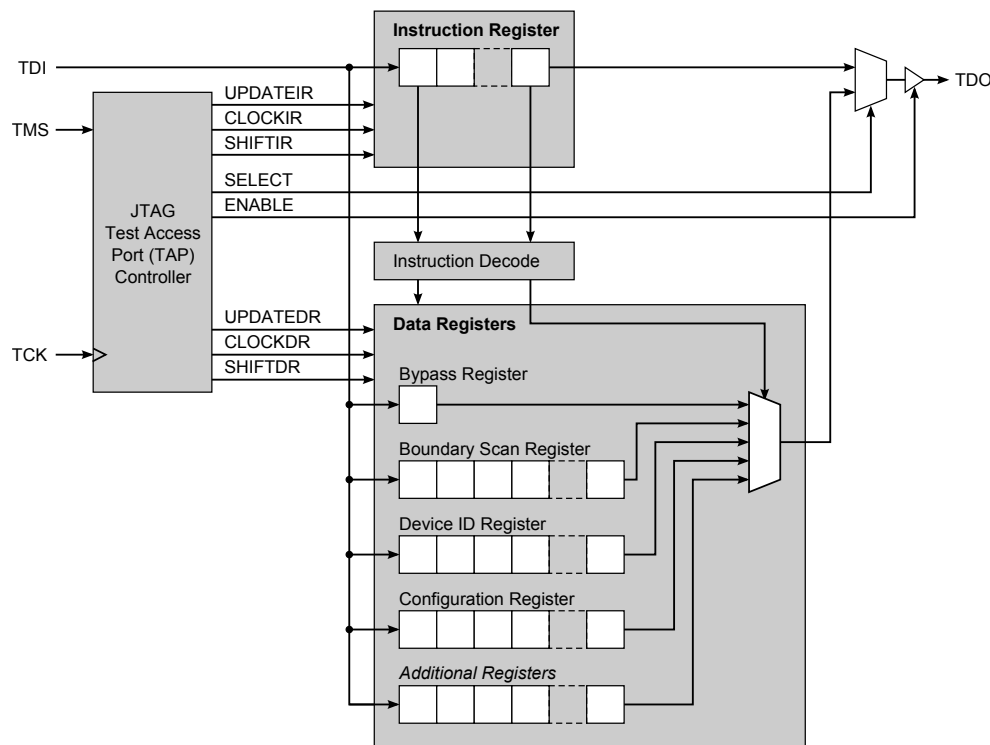 Instruction Register
TDI
TDO
UPDATEIR
TMS
CLOCKIR
SHIFTIR
SELECT
ENABLE
JTAG
Test Access
Port (TAP)
Controller
Instruction Decode
UPDATEDR
Data Registers
CLOCKDR
TCK
SHIFTDR
Bypass Register
Boundary Scan Register
Device ID Register
Configuration Register
Additional Registers